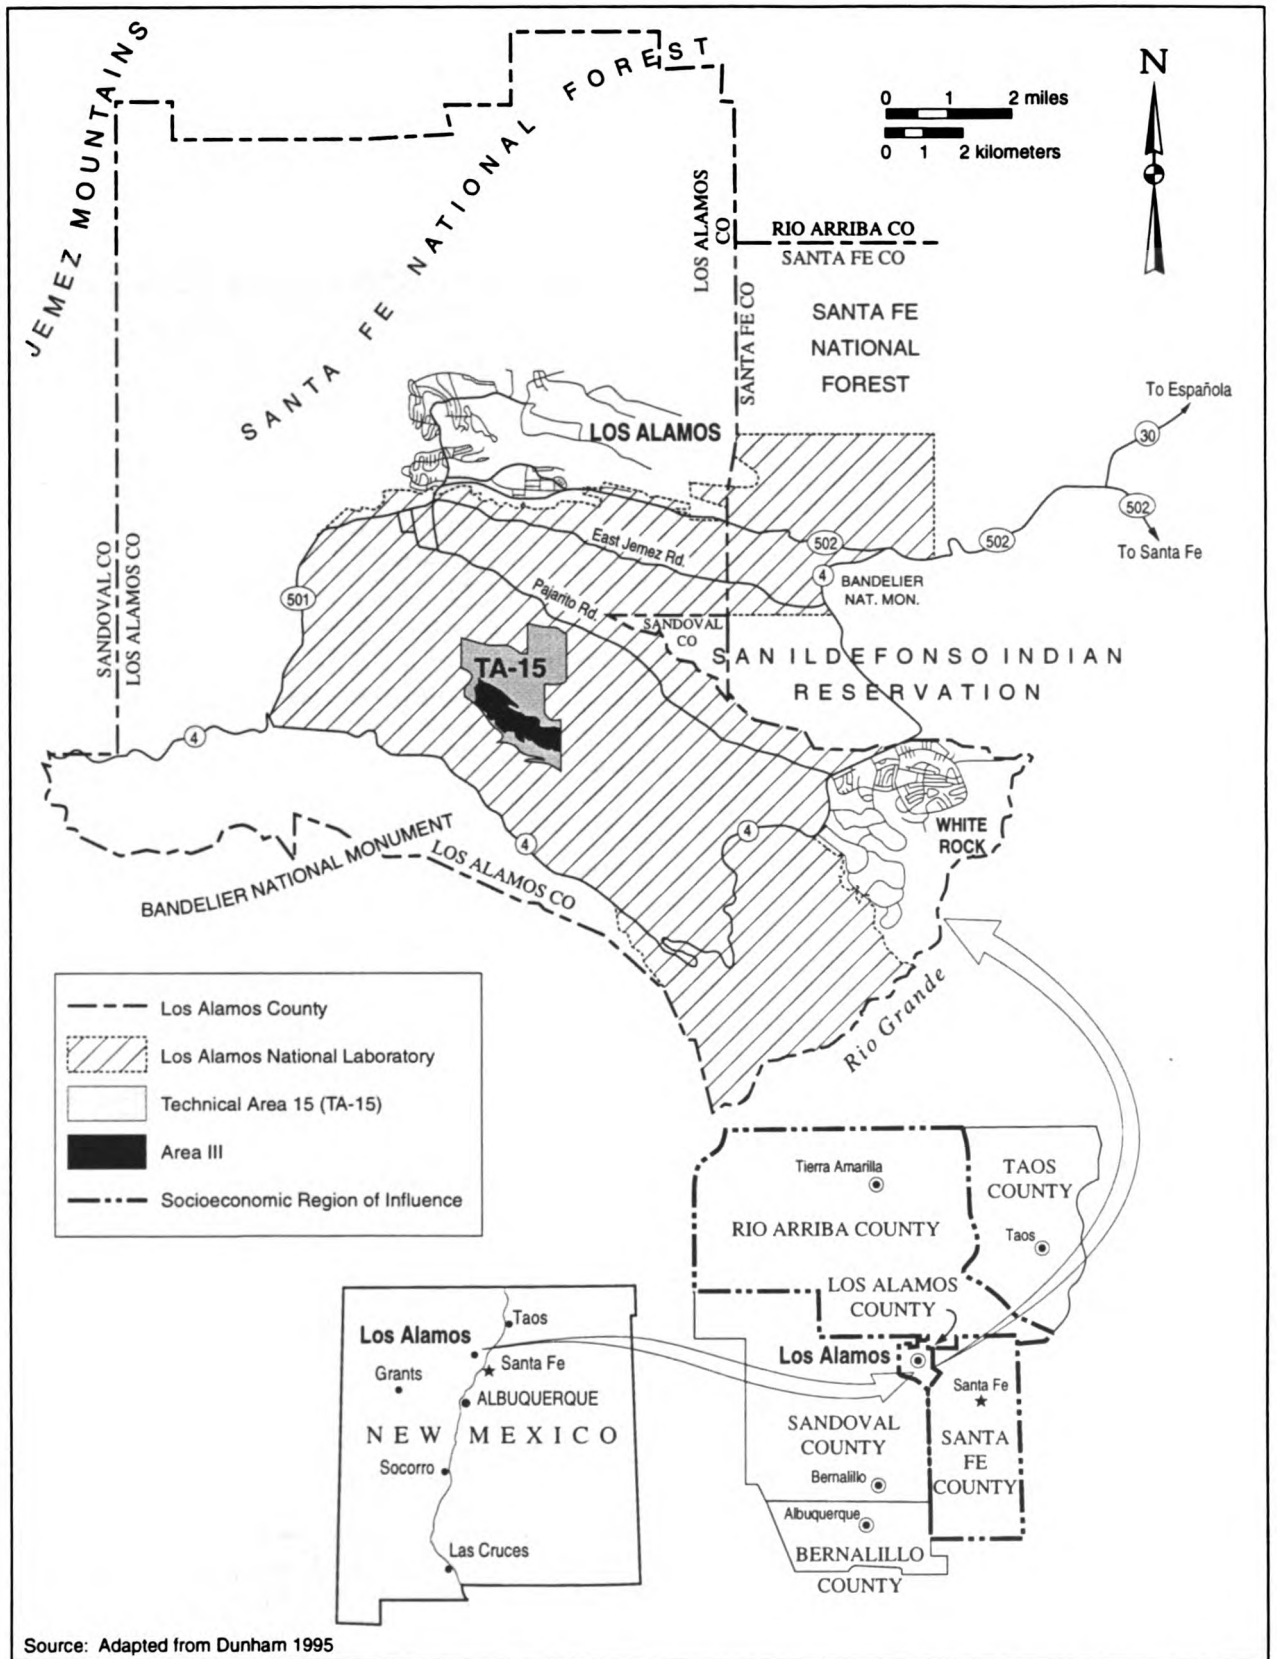 JEMEZ MOUNTAINS
SANTA FE NATIONAL FOREST
N
0 1 2 miles
0 1 2 kilometers
LOS ALAMOS
CO
RIO ARRIBA CO
SANTA FE CO
SANTA FE CO
SANTA FE
NATIONAL
FOREST
To Española
30
LOS ALAMOS
502
502
502
To Santa Fe
East Jemez Rd.
4
BANDELIER
NAT. MON.
SANDOVAL CO
LOS ALAMOS CO
501
Pajarito Rd.
SANDOVAL
CO
SAN ILDEFONSO INDIAN
RESERVATION
TA-15
4
WHITE
ROCK
4
4
BANDELIER NATIONAL MONUMENT
LOS ALAMOS CO
Rio Grande
Los Alamos County
Los Alamos National Laboratory
Technical Area 15 (TA-15)
Area III
Socioeconomic Region of Influence
Tierra Amarilla
TAOS
COUNTY
RIO ARRIBA COUNTY
Taos
LOS ALAMOS
COUNTY
Los Alamos
Santa Fe
SANDOVAL
COUNTY
SANTA
FE
COUNTY
Bernalillo
Albuquerque
BERNALILLO
COUNTY
Taos
Los Alamos
Santa Fe
Grants
ALBUQUERQUE
NEW MEXICO
Socorro
Las Cruces
Source: Adapted from Dunham 1995